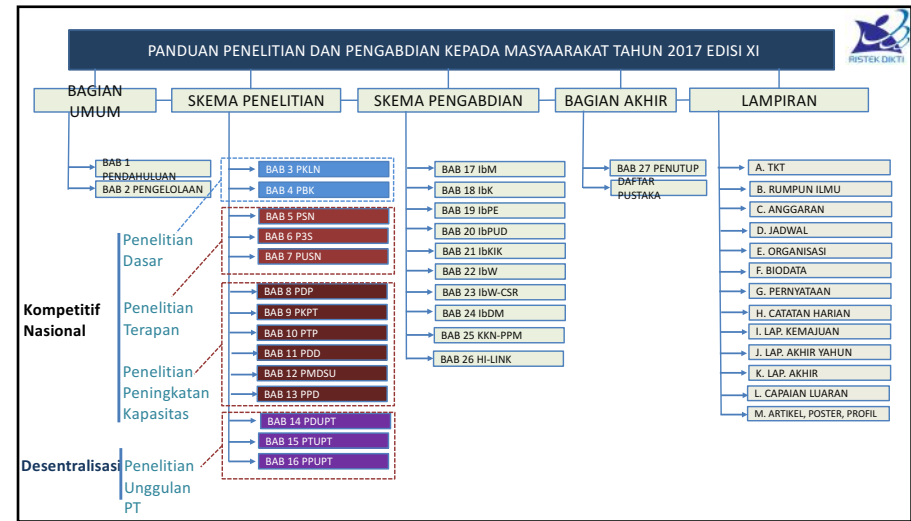 PANDUAN PENELITIAN DAN PENGABDIAN KEPADA MASYAARAKAT TAHUN 2017 EDISI XI
RISTEK DIKTI
BAGIAN
UMUM
SKEMA PENELITIAN
SKEMA PENGABDIAN
BAGIAN AKHIR
LAMPIRAN
BAB 1
PENDAHULUAN
BAB 2 PENGELOLAAN
BAB 3 PKLN
BAB 4 PBK
BAB 5 PSN
BAB 6 P3S
BAB 7 PUSN
BAB 8 PDP
BAB 9 PKPT
BAB 10 PTP
BAB 11 PDD
BAB 12 PMDSU
BAB 13 PPD
BAB 14 PDUPT
BAB 15 PTUPT
BAB 16 PPUPT
BAB 17 IbM
BAB 18 IbK
BAB 19 IbPE
BAB 20 IbPUD
BAB 21 IbKIK
BAB 22 IbW
BAB 23 IbW-CSR
BAB 24 IbDM
BAB 25 KKN-PPM
BAB 26 HI-LINK
BAB 27 PENUTUP
DAFTAR
PUSTAKA
A. TKT
B. RUMPUN ILMU
C. ANGGARAN
D. JADWAL
E. ORGANISASI
F. BIODATA
G. PERNYATAAN
H. CATATAN HARIAN
I. LAP. KEMAJUAN
J. LAP. AKHIR YAHUN
K. LAP. AKHIR
L. CAPAIAN LUARAN
M. ARTIKEL, POSTER, PROFIL
Kompetitif
Nasional
Penelitian
Dasar
Penelitian
Terapan
Penelitian
Peningkatan
Kapasitas
Desentralisasi
Penelitian
Unggulan
PT